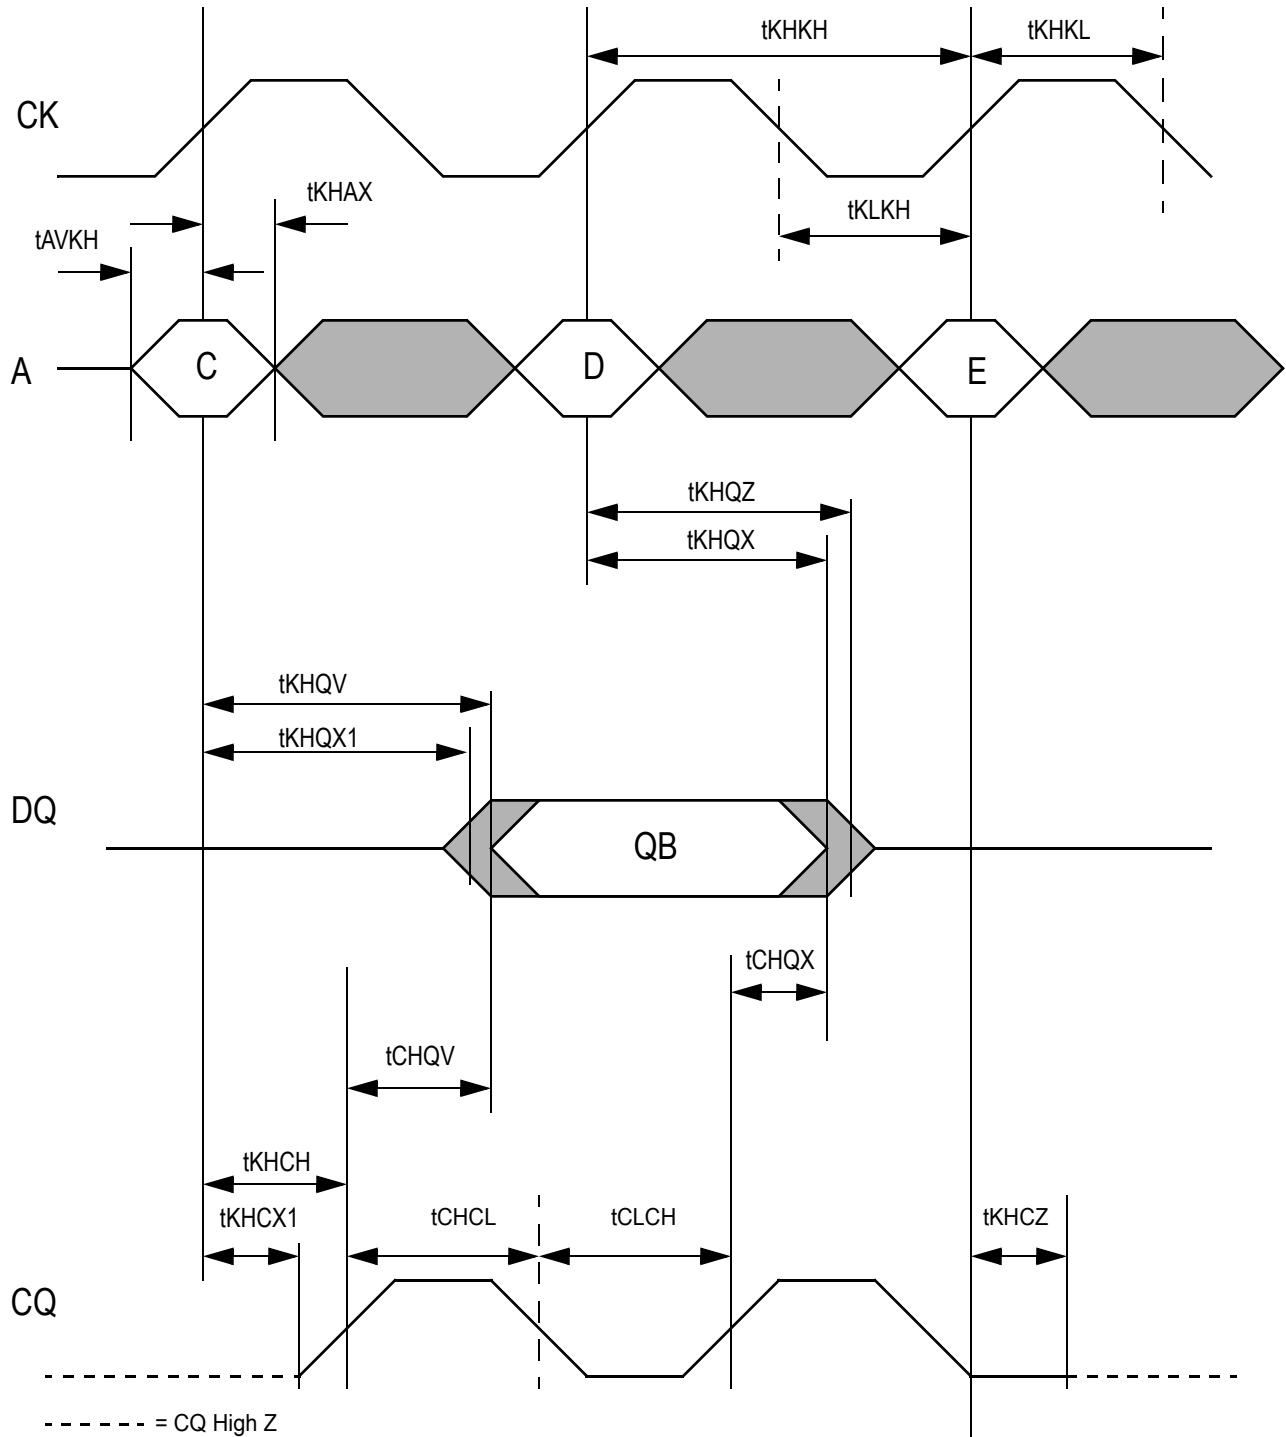 tKHKH
tKHKL
CK
tKHAX
tKLKH
tAVKH
A
C
D
E
tKHQZ
tKHQX
tKHQV
tKHQX1
DQ
QB
tCHQX
tCHQV
tKHCH
tKHCX1
tCHCL
tCLCH
tKHCZ
CQ
= CQ High Z